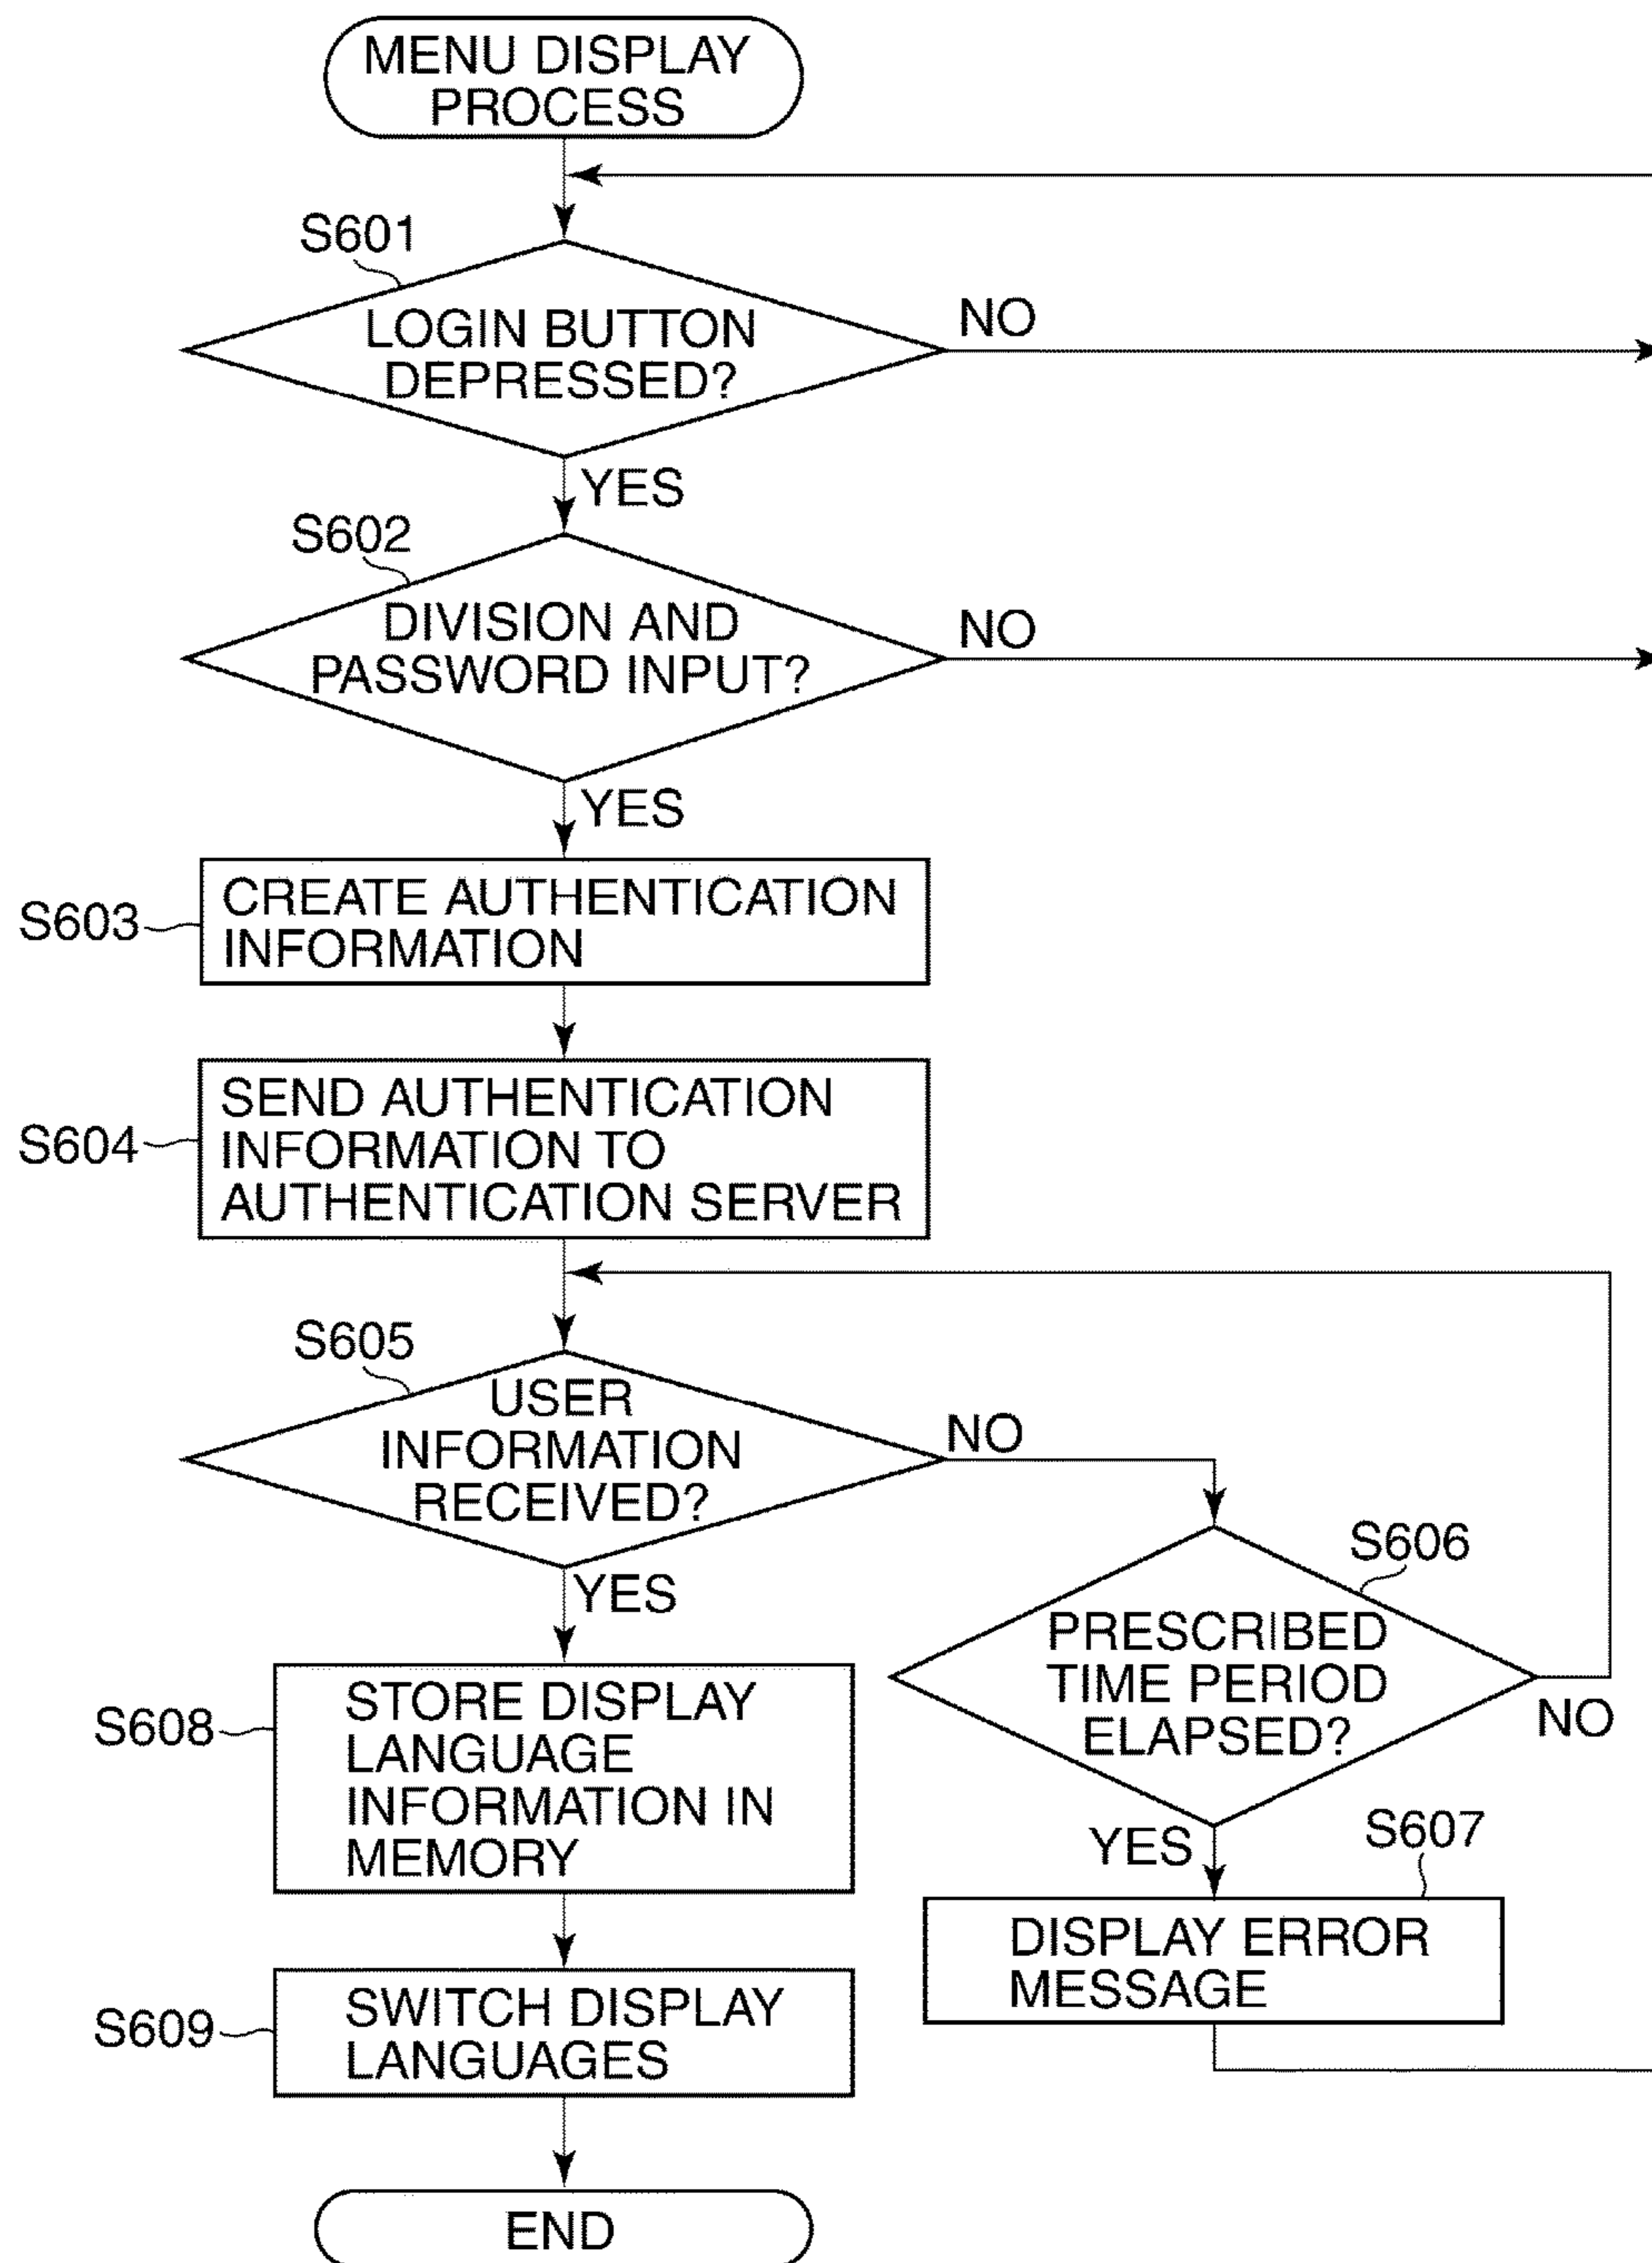 MENU DISPLAY
PROCESS
S601
LOGIN BUTTON
DEPRESSED?
NO
YES
S602
DIVISION AND
PASSWORD INPUT?
NO
YES
S603
CREATE AUTHENTICATION
INFORMATION
S604
SEND AUTHENTICATION
INFORMATION TO
AUTHENTICATION SERVER
S605
USER
INFORMATION
RECEIVED?
NO
YES
S606
PRESCRIBED
TIME PERIOD
ELAPSED?
NO
YES
S607
DISPLAY ERROR
MESSAGE
S608
STORE DISPLAY
LANGUAGE
INFORMATION IN
MEMORY
S609
SWITCH DISPLAY
LANGUAGES
END